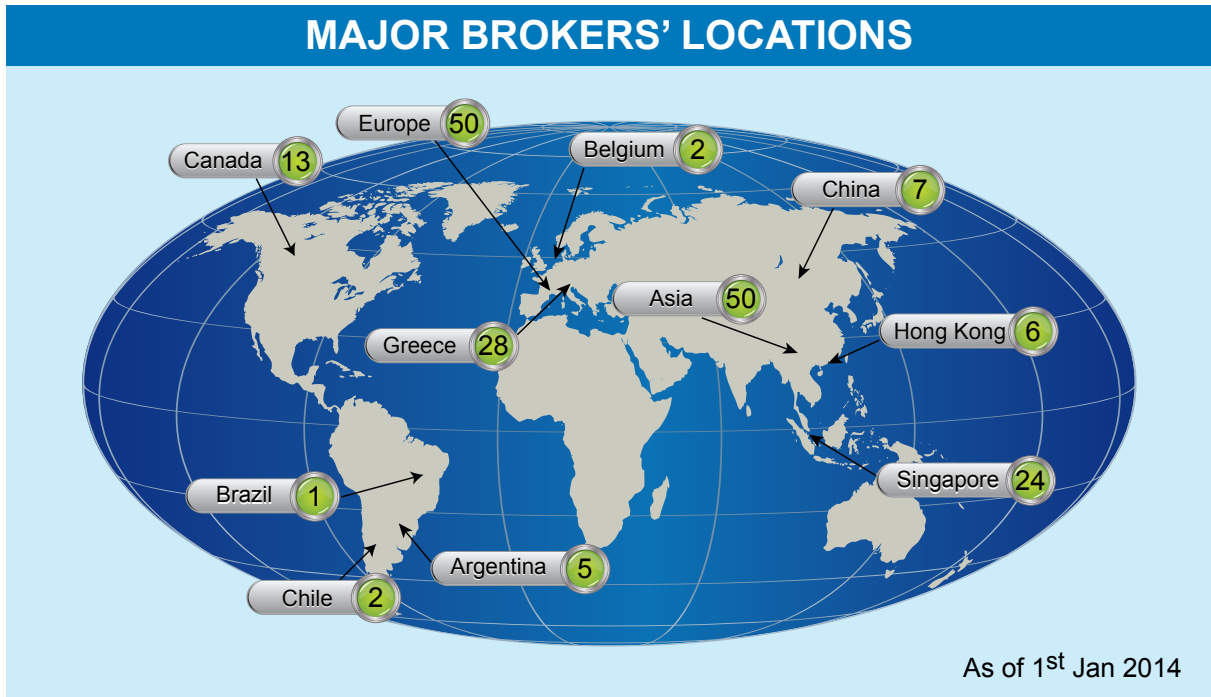 MAJOR BROKERS’ LOCATIONS
Europe 50
Belgium 2
Canada 13
China 7
Asia 50
Hong Kong 6
Greece 28
Singapore 24
Brazil 1
Argentina 5
Chile 2
As of 1st Jan 2014